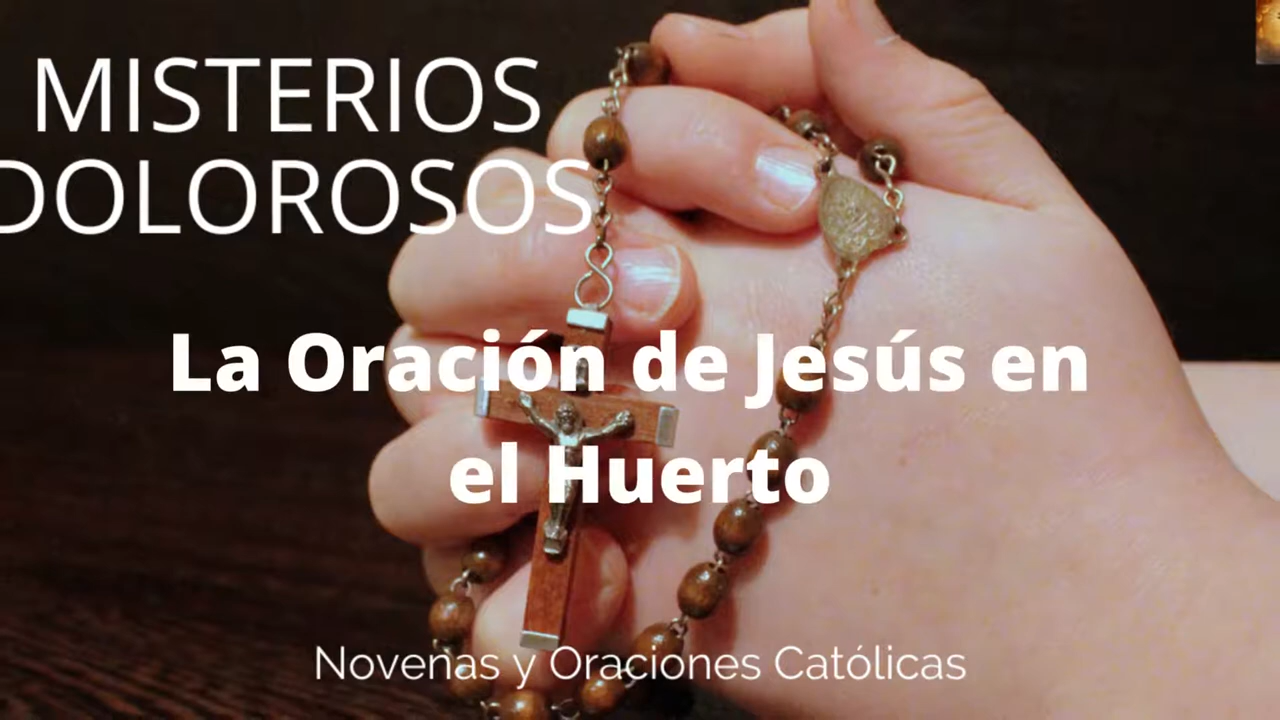 MISTERIOS
DOLOROSOS
La Oración de Jesús en
el Huerto
Novenas y Oraciones Católicas